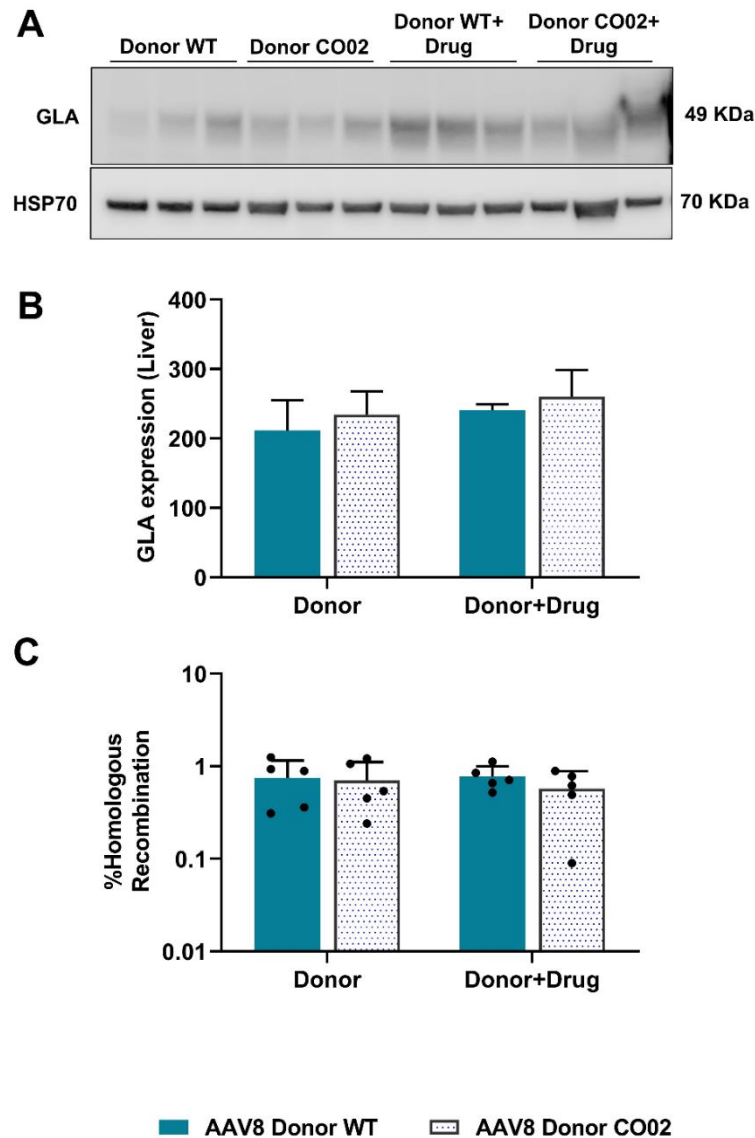 A
Donor WT
Donor CO02
Donor WT+
Drug
Donor CO02+
Drug
GLA
49 KDa
HSP70
70 KDa
B
GLA expression (Liver)
400
300
200
100
0
Donor
Donor+Drug
C
%Homologous
Recombination
10
1
0.1
0.01
Donor
Donor+Drug
AAV8 Donor WT
AAV8 Donor CO02